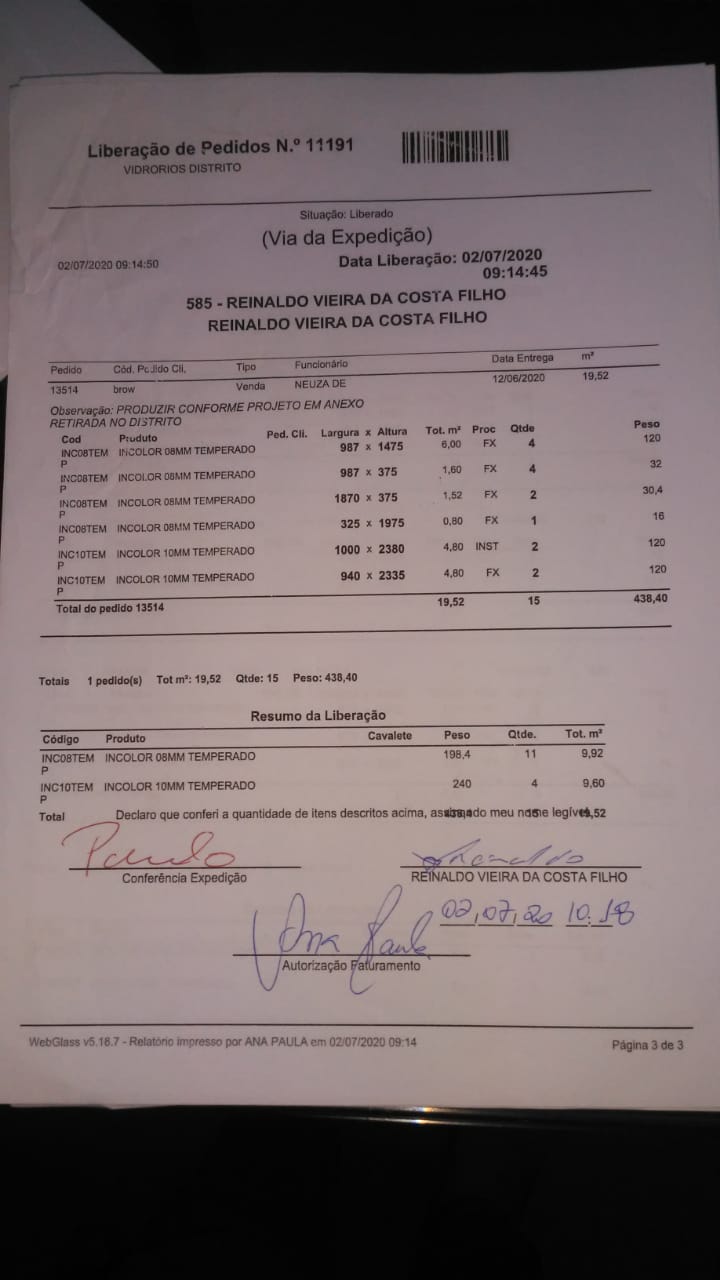 Liberação de Pedidos N.º 11191
VIDRORIOS DISTRITO
Situação: Liberado
(Via da Expedição)
02/07/2020 09:14:50
Data Liberação: 02/07/2020
09:14:45
585 - REINALDO VIEIRA DA COSTA FILHO
REINALDO VIEIRA DA COSTA FILHO
Pedido Cód. Pedido Cli. Tipo Funcionário Data Entrega m²
13514 brow Venda NEUZA DE 12/06/2020 19,52
Observação: PRODUZIR CONFORME PROJETO EM ANEXO
RETIRADA NO DISTRITO
Cod Produto Ped. Cli. Largura x Altura Tot. m² Proc Qtde Peso
INC08TEM INCOLOR 08MM TEMPERADO 987 x 1475 6,00 FX 4 120
P
INC08TEM INCOLOR 08MM TEMPERADO 987 x 375 1,60 FX 4 32
P
INC08TEM INCOLOR 08MM TEMPERADO 1870 x 375 1,52 FX 2 30,4
P
INC08TEM INCOLOR 08MM TEMPERADO 325 x 1975 0,80 FX 1 16
P
INC10TEM INCOLOR 10MM TEMPERADO 1000 x 2380 4,80 INST 2 120
P
INC10TEM INCOLOR 10MM TEMPERADO 940 x 2335 4,80 FX 2 120
P
Total do pedido 13514 19,52 15 438,40
Totais 1 pedido(s) Tot m²: 19,52 Qtde: 15 Peso: 438,40
Resumo da Liberação
Código Produto Cavalete Peso Qtde. Tot. m²
INC08TEM INCOLOR 08MM TEMPERADO 198,4 11 9,92
P
INC10TEM INCOLOR 10MM TEMPERADO 240 4 9,60
P
Total 438,4 15 19,52
Declaro que conferi a quantidade de itens descritos acima, assinado meu nome legível.
Paulo
Conferência Expedição
REINALDO VIEIRA DA COSTA FILHO
02,07,20 10:18
Ana Paula
Autorização Faturamento
WebGlass v5.18.7 - Relatório impresso por ANA PAULA em 02/07/2020 09:14
Página 3 de 3